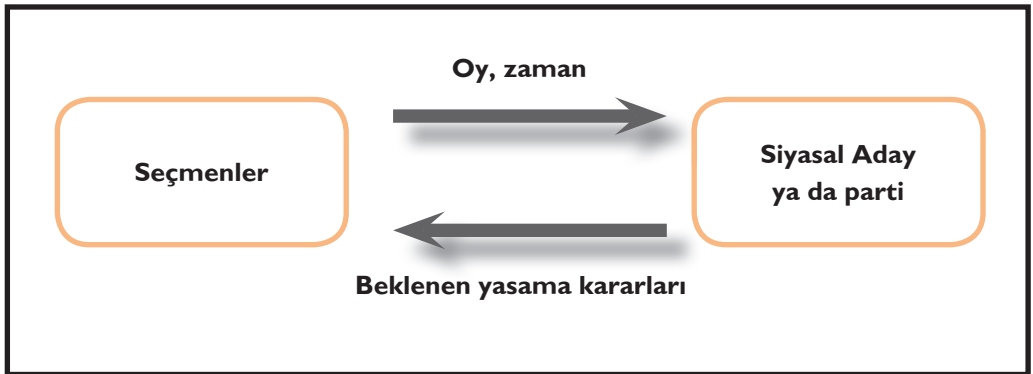 Oy, zaman
Seçmenler
Siyasal Aday
ya da parti
Beklenen yasama kararları